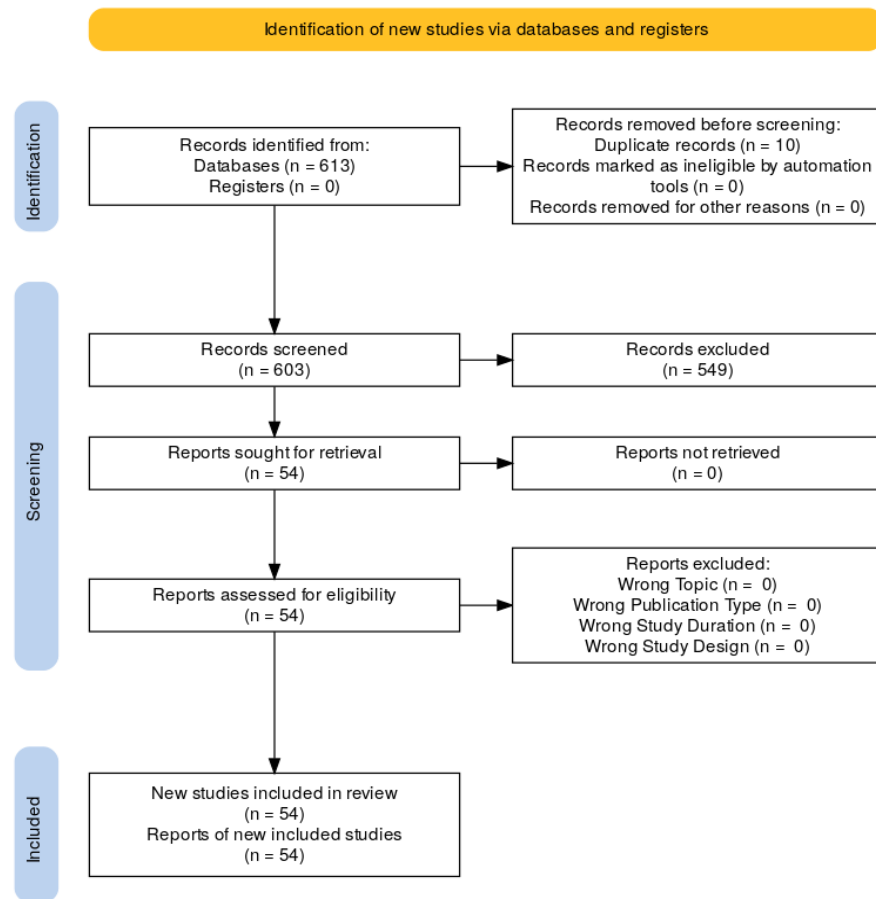 Identification of new studies via databases and registers
Identification
Records identified from:
Databases (n = 613)
Registers (n = 0)
Records removed before screening:
Duplicate records (n = 10)
Records marked as ineligible by automation
tools (n = 0)
Records removed for other reasons (n = 0)
Screening
Records screened
(n = 603)
Records excluded
(n = 549)
Reports sought for retrieval
(n = 54)
Reports not retrieved
(n = 0)
Reports assessed for eligibility
(n = 54)
Reports excluded:
Wrong Topic (n = 0)
Wrong Publication Type (n = 0)
Wrong Study Duration (n = 0)
Wrong Study Design (n = 0)
Included
New studies included in review
(n = 54)
Reports of new included studies
(n = 54)